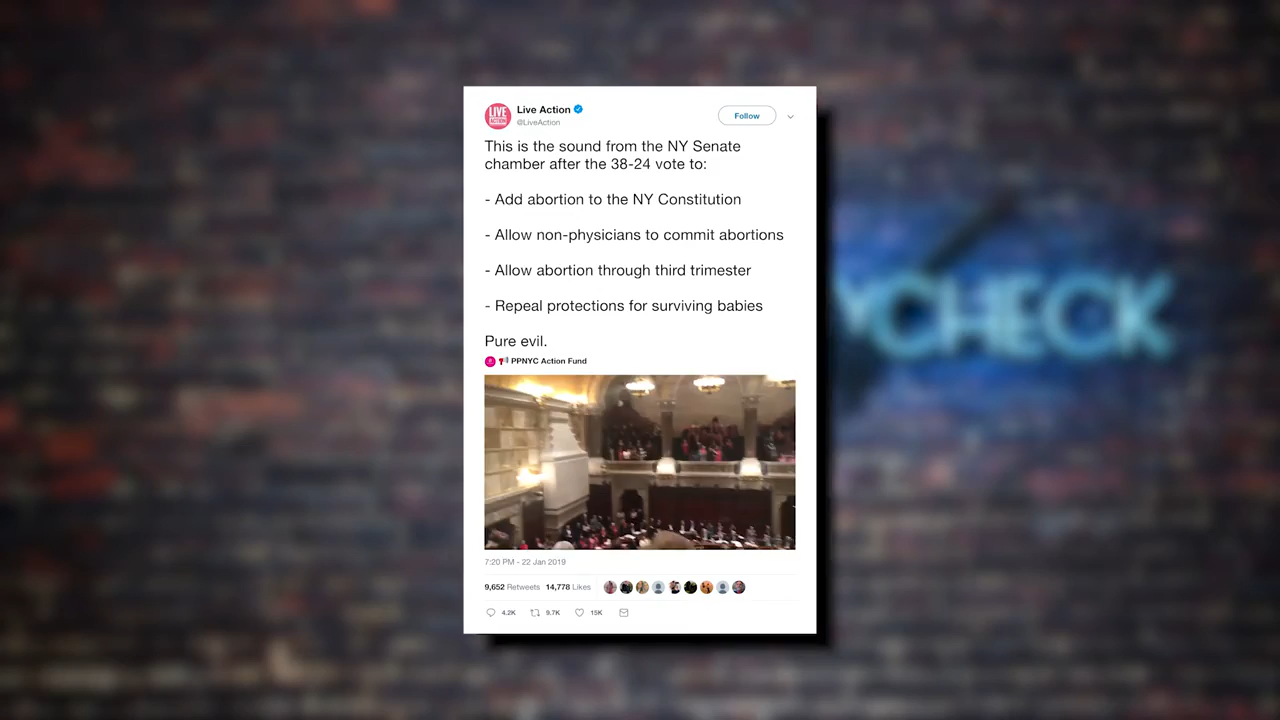 LIVE
ACTION
Live Action
@LiveAction
Follow
This is the sound from the NY Senate
chamber after the 38-24 vote to:
- Add abortion to the NY Constitution
- Allow non-physicians to commit abortions
- Allow abortion through third trimester
- Repeal protections for surviving babies
Pure evil.
PPNYC Action Fund
7:20 PM - 22 Jan 2019
9,652 Retweets 14,778 Likes
4.2K 9.7K 15K
CHECK